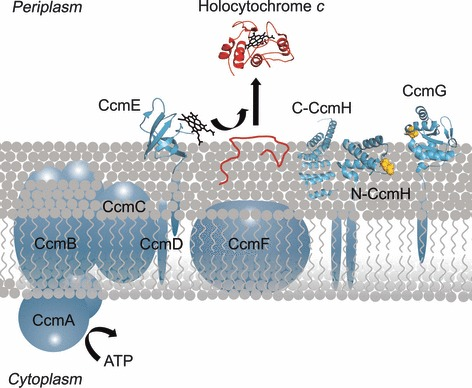 Periplasm
Holocytochrome c
CcmE
C-CcmH
CcmG
N-CcmH
CcmC
CcmB
CcmD
CcmF
CcmA
ATP
Cytoplasm